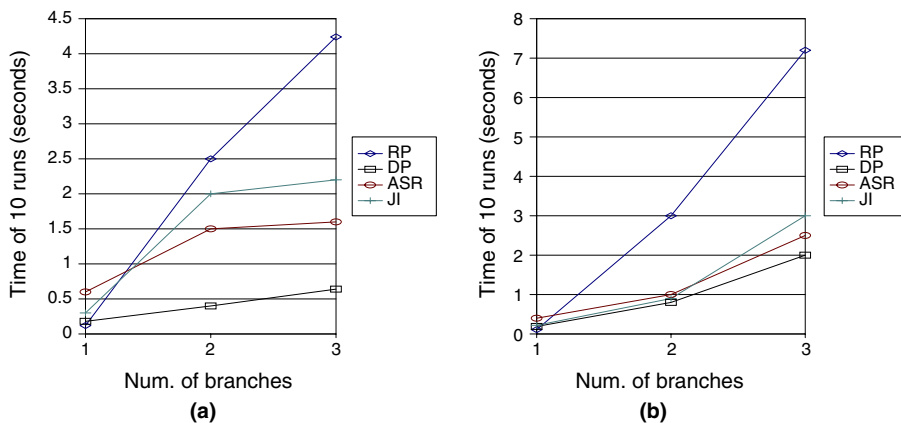 4.5
4
3.5
3
2.5
2
1.5
1
0.5
0
Time of 10 runs (seconds)
1 2 3
Num. of branches
(a)
RP
DP
ASR
JI
8
7
6
5
4
3
2
1
0
Time of 10 runs (seconds)
1 2 3
Num. of branches
(b)
RP
DP
ASR
JI